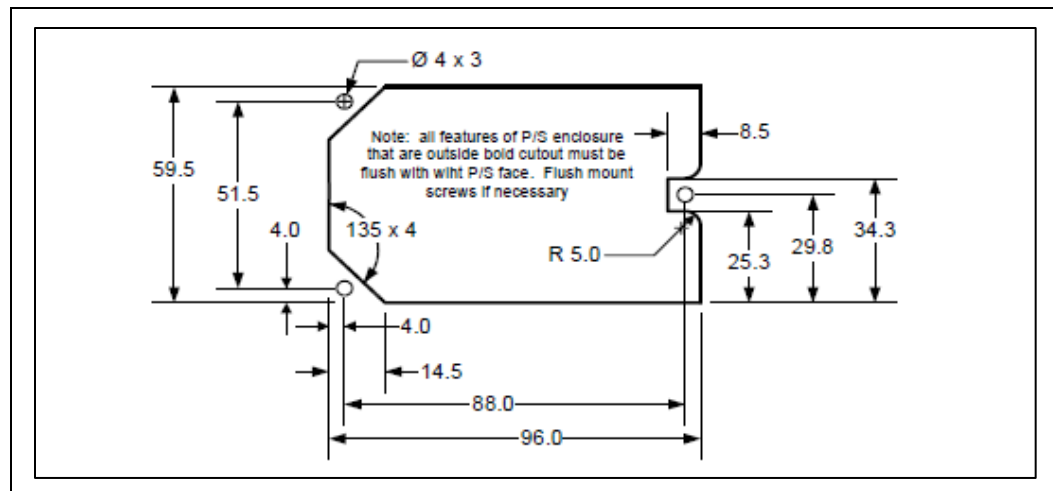 Ø 4 x 3
Note: all features of P/S enclosure
that are outside bold cutout must be
flush with wiht P/S face. Flush mount
screws if necessary
8.5
59.5
51.5
4.0
135 x 4
R 5.0
25.3
29.8
34.3
4.0
14.5
88.0
96.0